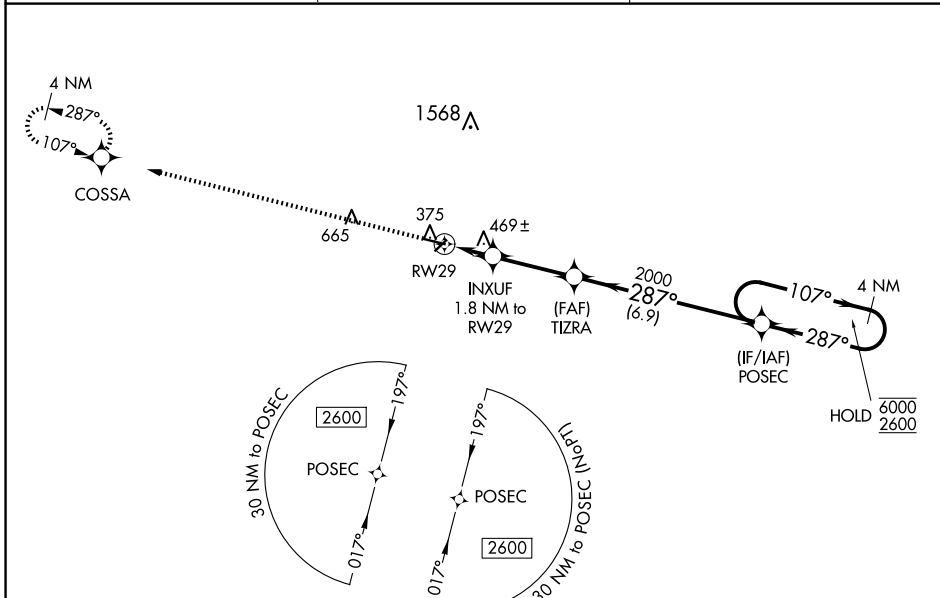 4 NM
287°
107°
COSSA
1568
665
375
469±
RW29
INXUF
1.8 NM to
RW29
(FAF)
TIZRA
2000
287°
(6.9)
107°
4 NM
287°
(IF/IAF)
POSEC
HOLD
6000
2600
30 NM to POSEC
2600
197°
POSEC
017°
197°
POSEC
2600
017°
30 NM to POSEC (NoPT)